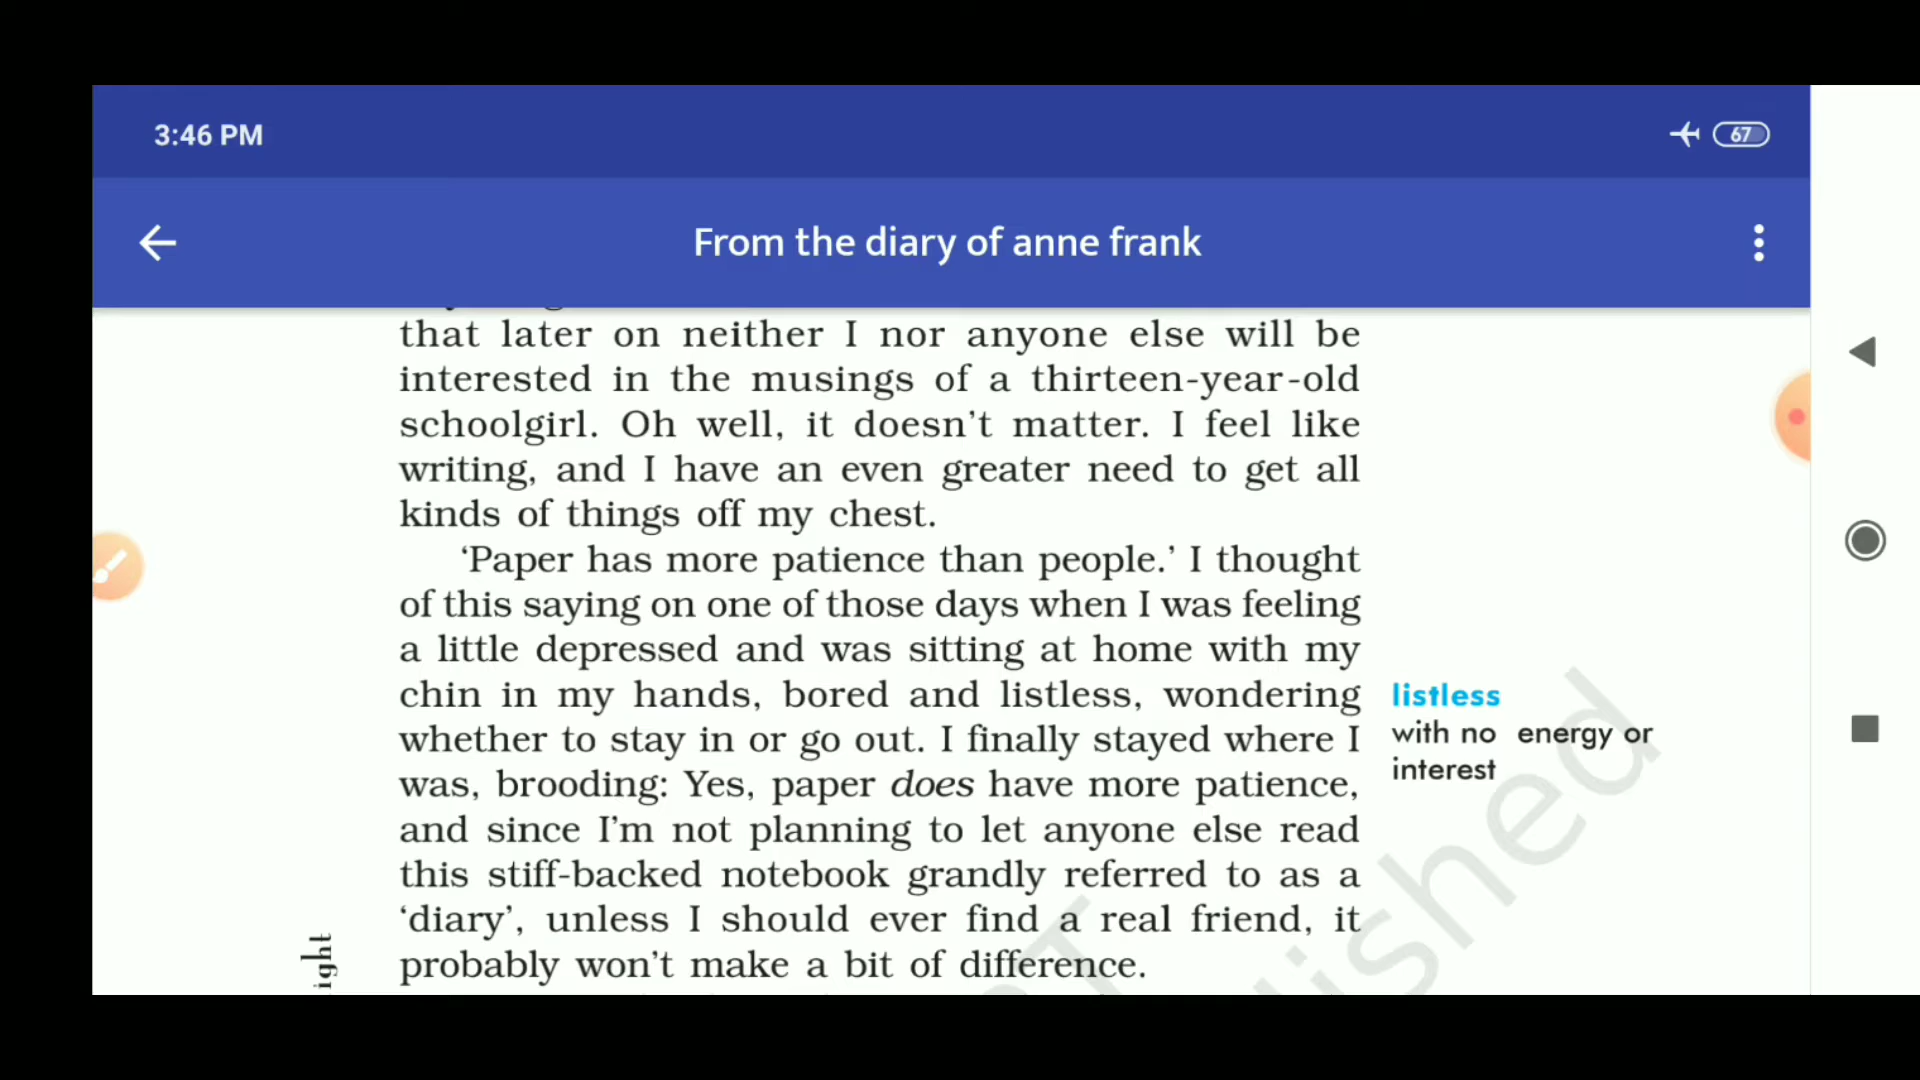 3:46 PM
67
From the diary of anne frank
that later on neither I nor anyone else will be
interested in the musings of a thirteen-year-old
schoolgirl. Oh well, it doesn’t matter. I feel like
writing, and I have an even greater need to get all
kinds of things off my chest.
‘Paper has more patience than people.’ I thought
of this saying on one of those days when I was feeling
a little depressed and was sitting at home with my
chin in my hands, bored and listless, wondering
whether to stay in or go out. I finally stayed where I
was, brooding: Yes, paper does have more patience,
and since I’m not planning to let anyone else read
this stiff-backed notebook grandly referred to as a
‘diary’, unless I should ever find a real friend, it
probably won’t make a bit of difference.
listless
with no energy or
interest